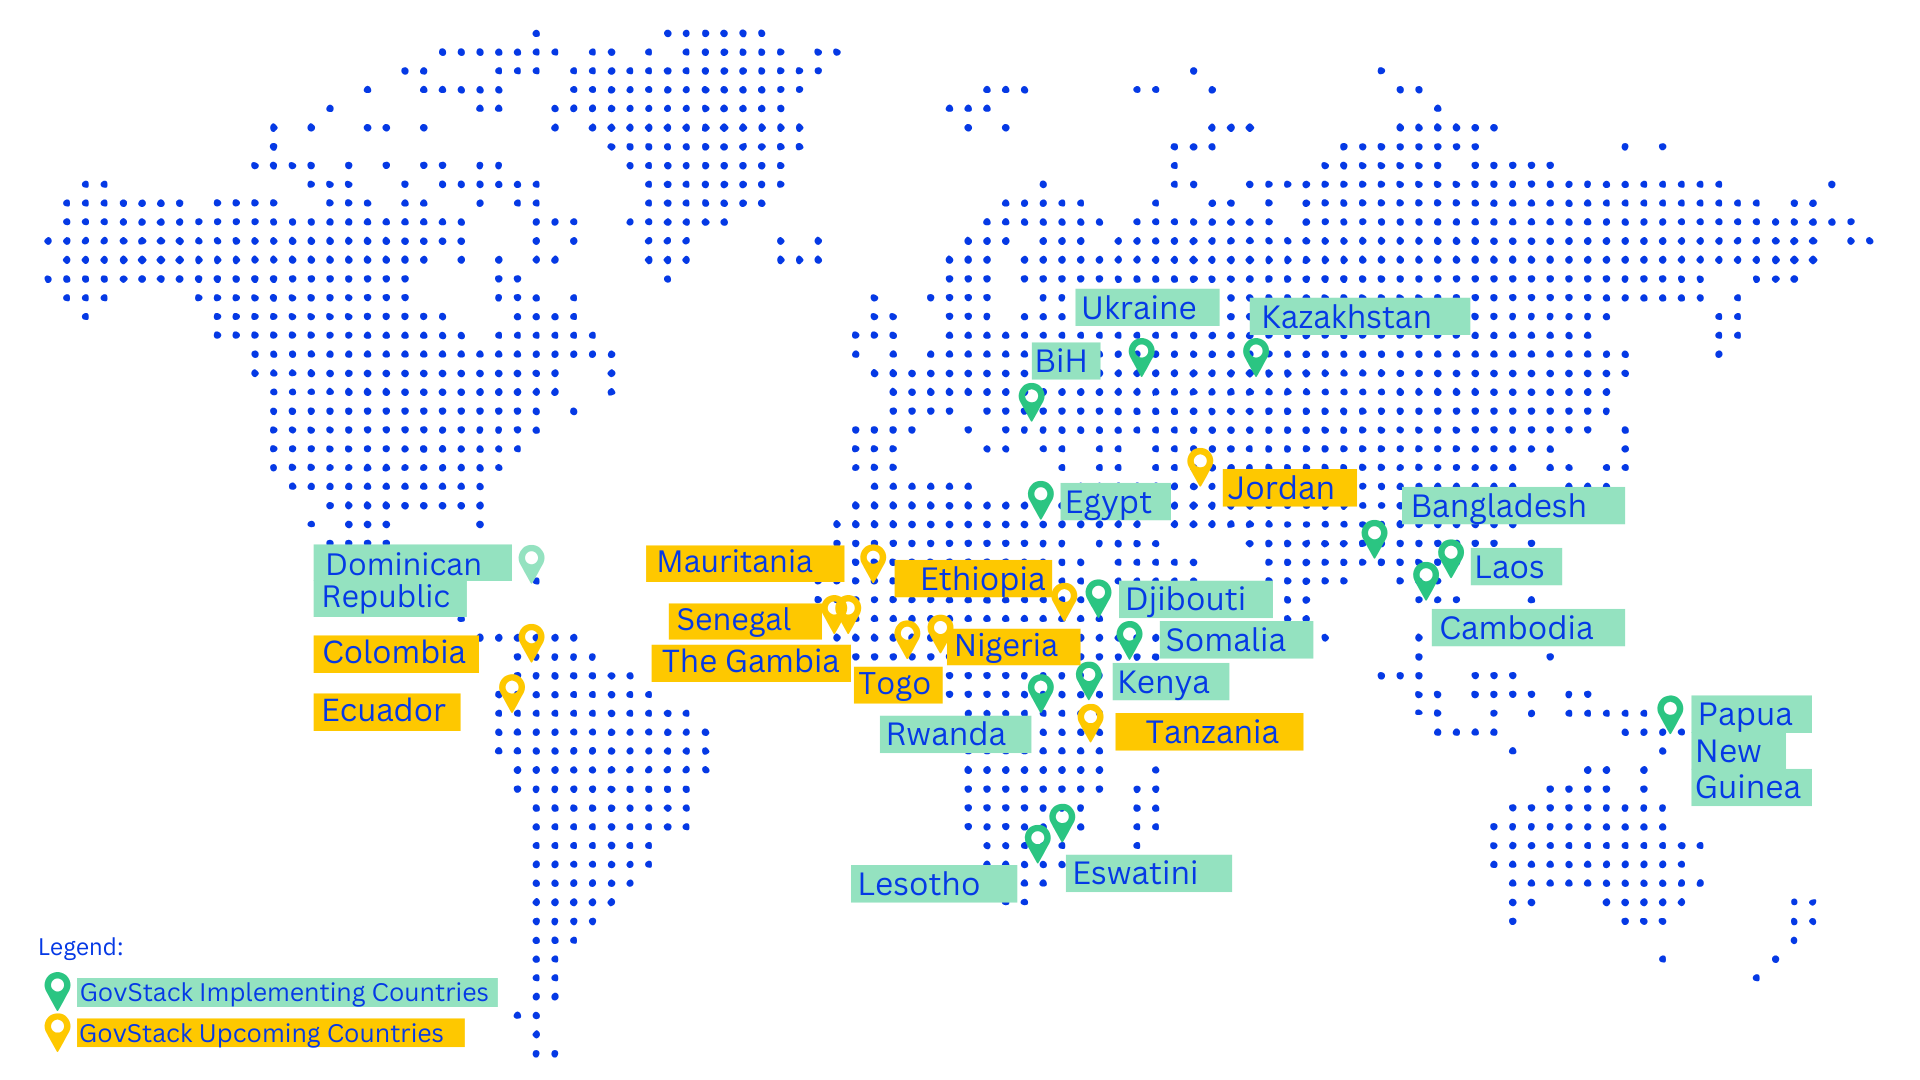 Ukraine
Kazakhstan
BiH
Jordan
Egypt
Bangladesh
Mauritania
Dominican
Republic
Ethiopia
Laos
Djibouti
Senegal
Cambodia
Somalia
Nigeria
Colombia
The Gambia
Togo
Kenya
Ecuador
Rwanda
Tanzania
Papua
New
Guinea
Eswatini
Lesotho
Legend:
GovStack Implementing Countries
GovStack Upcoming Countries